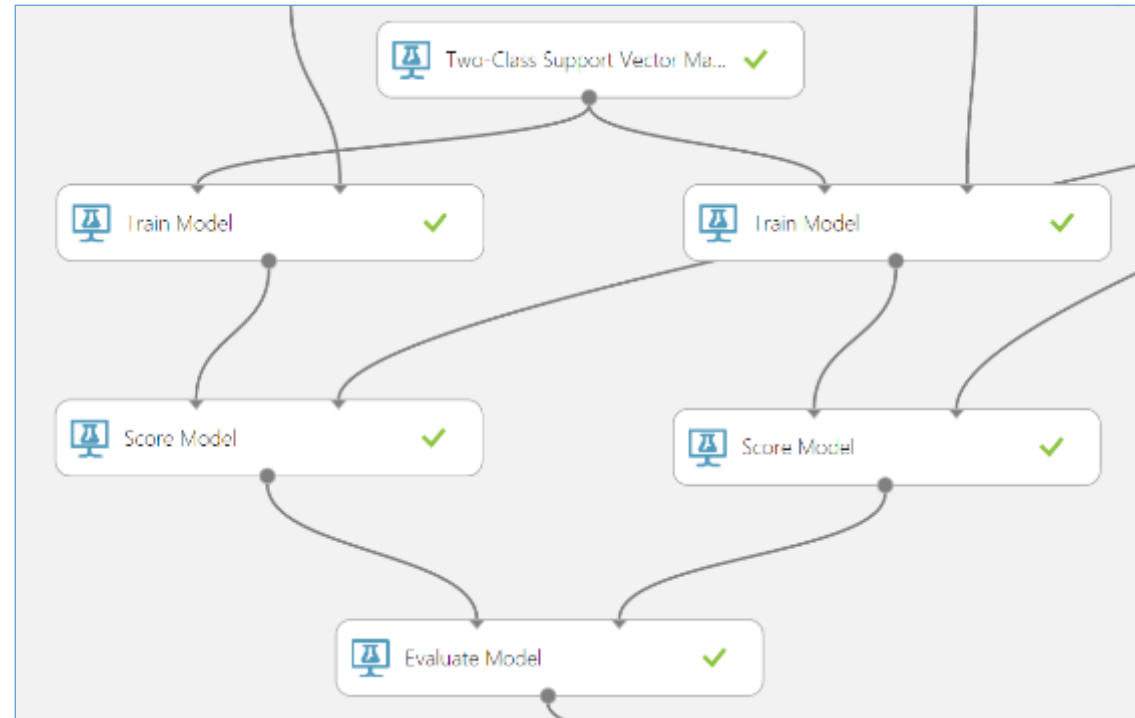 Two-Class Support Vector Ma...
Train Model
Train Model
Score Model
Score Model
Evaluate Model